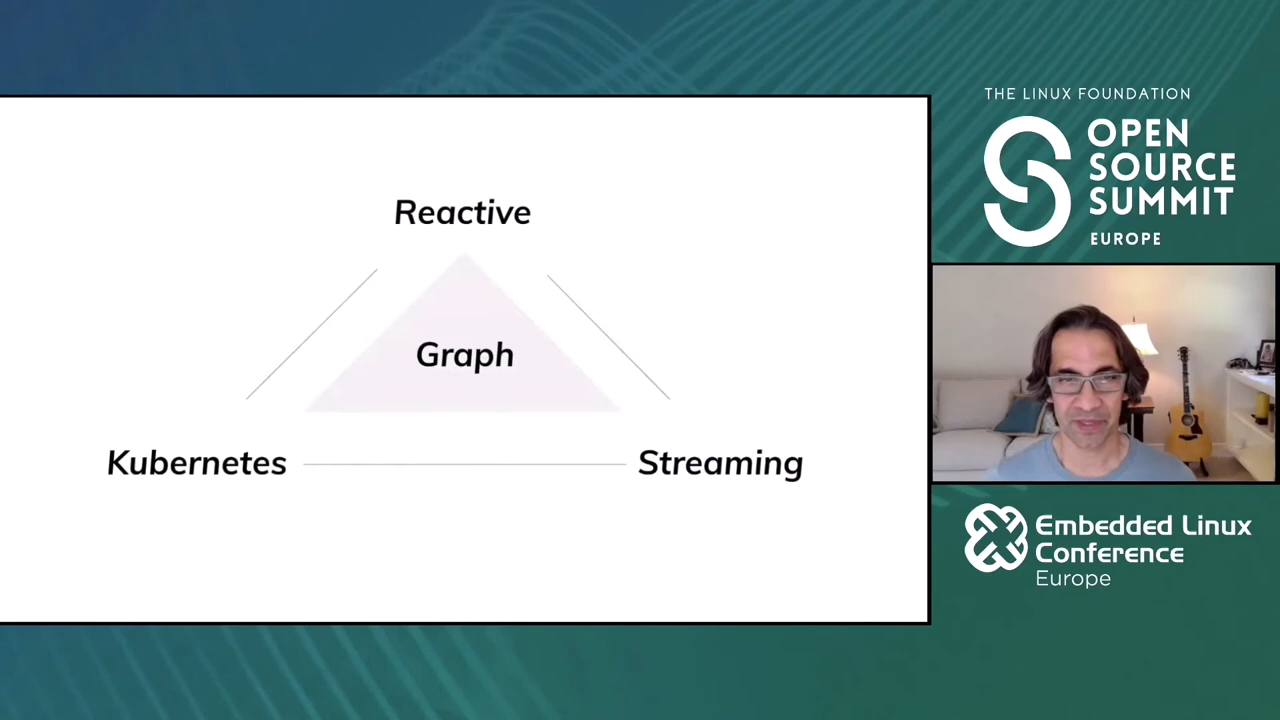 Reactive
Graph
Kubernetes
Streaming
THE LINUX FOUNDATION
OPEN
SOURCE
SUMMIT
EUROPE
Embedded Linux
Conference
Europe